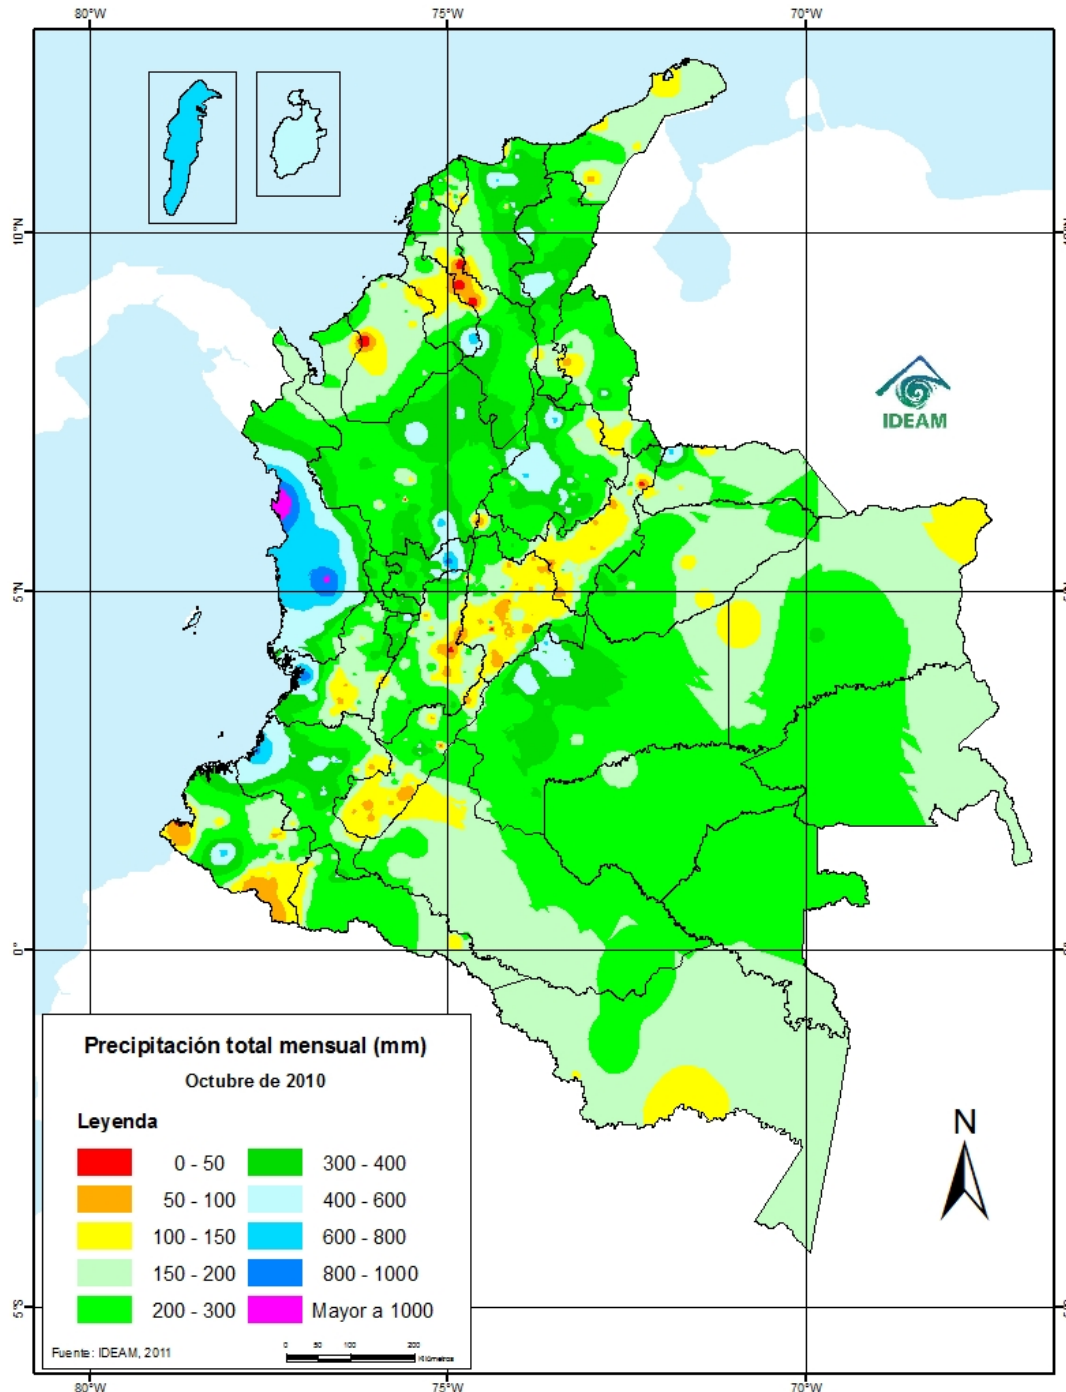 80°W 75°W 70°W
10°N
IDEAM
5°N
0°
Precipitación total mensual (mm)
Octubre de 2010
Leyenda
0 - 50 300 - 400
50 - 100 400 - 600
100 - 150 600 - 800
150 - 200 800 - 1000
200 - 300 Mayor a 1000
Fuente: IDEAM, 2011
0 50 100 200
Kilómetros
N
5°S
80°W 75°W 70°W